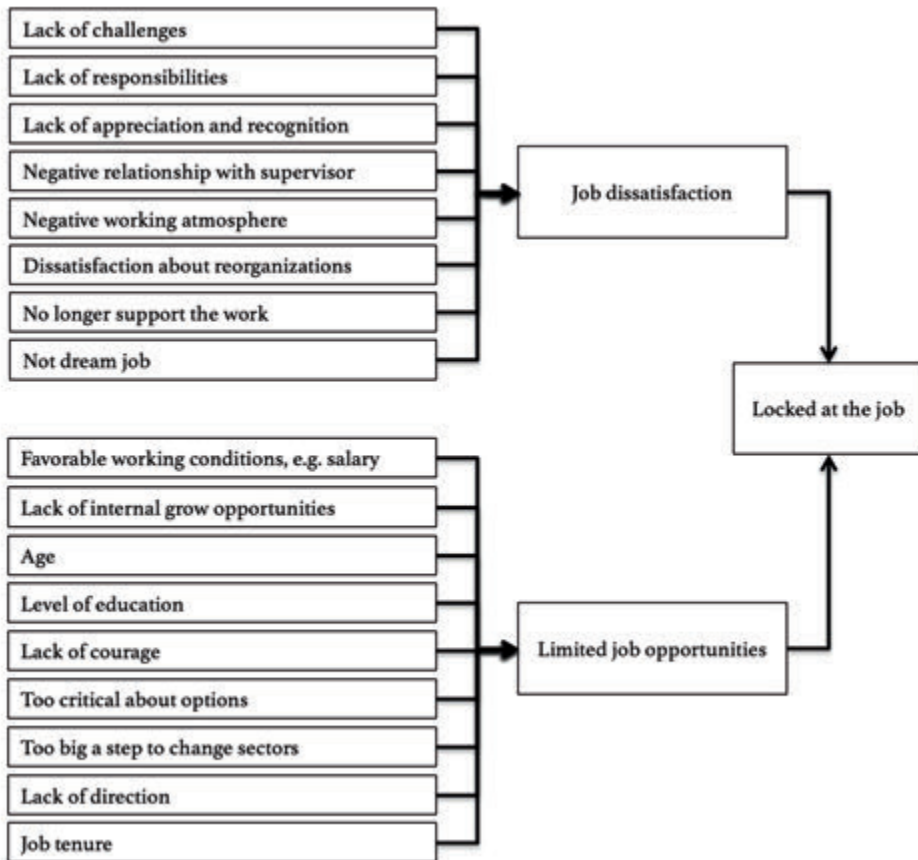 Lack of challenges
Lack of responsibilities
Lack of appreciation and recognition
Negative relationship with supervisor
Negative working atmosphere
Dissatisfaction about reorganizations
No longer support the work
Not dream job
Job dissatisfaction
Locked at the job
Favorable working conditions, e.g. salary
Lack of internal grow opportunities
Age
Level of education
Lack of courage
Too critical about options
Too big a step to change sectors
Lack of direction
Job tenure
Limited job opportunities